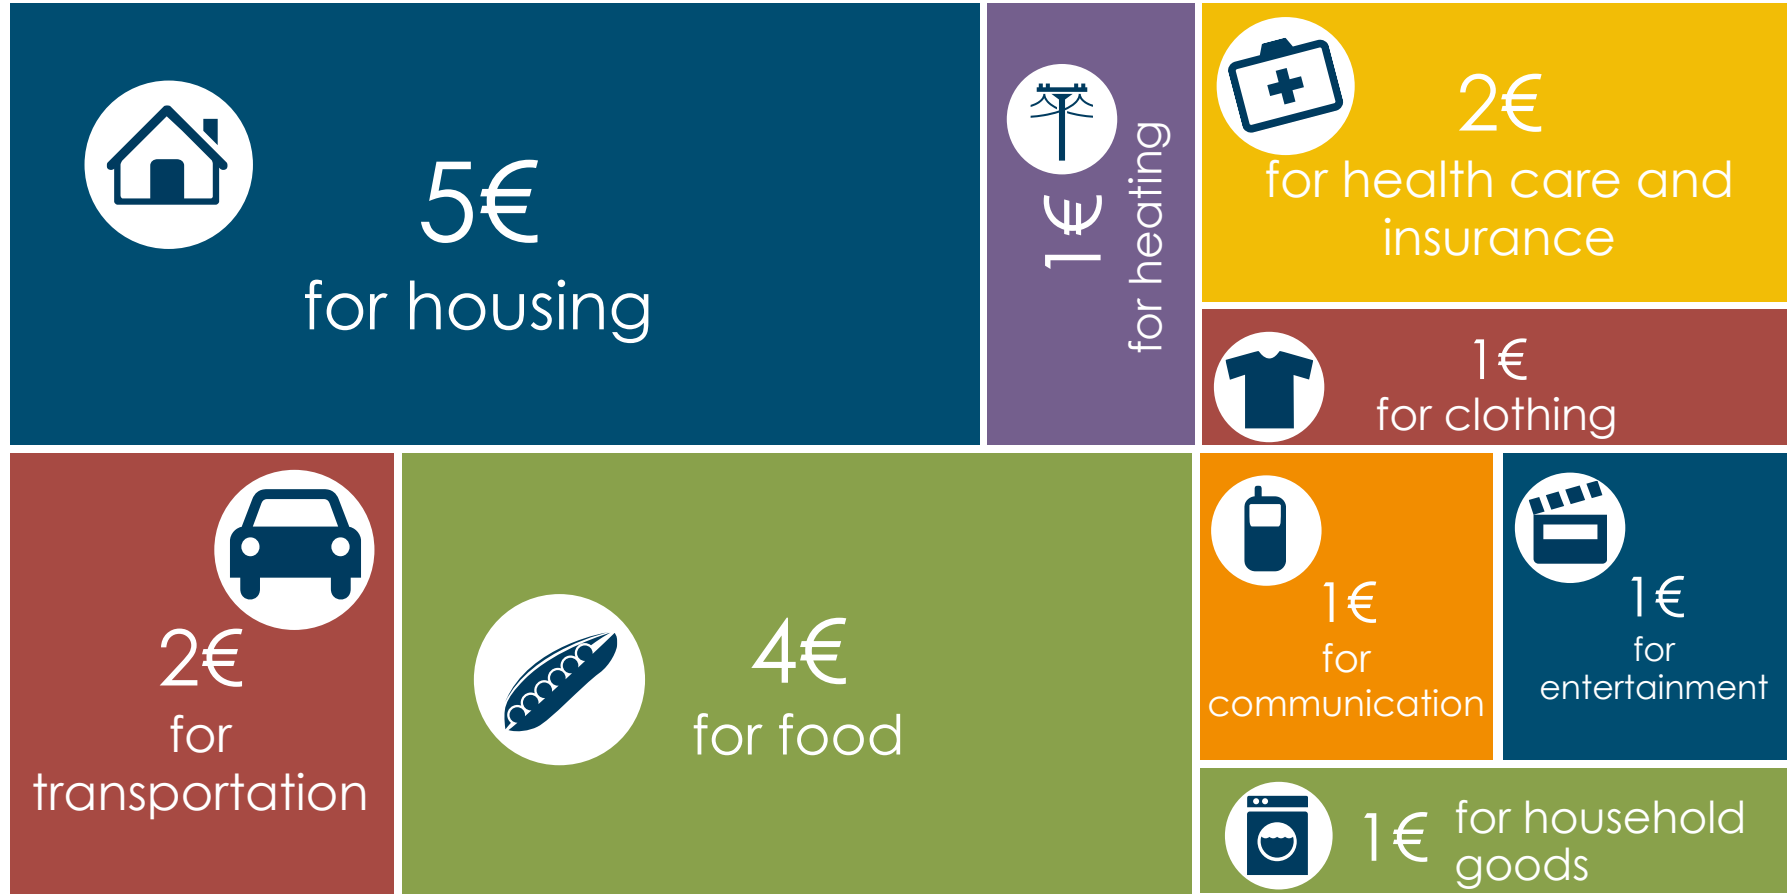 5€
for housing
1€
for heating
2€
for health care and
insurance
1€
for clothing
2€
for
transportation
4€
for food
1€
for
communication
1€
for
entertainment
1€
for household
goods